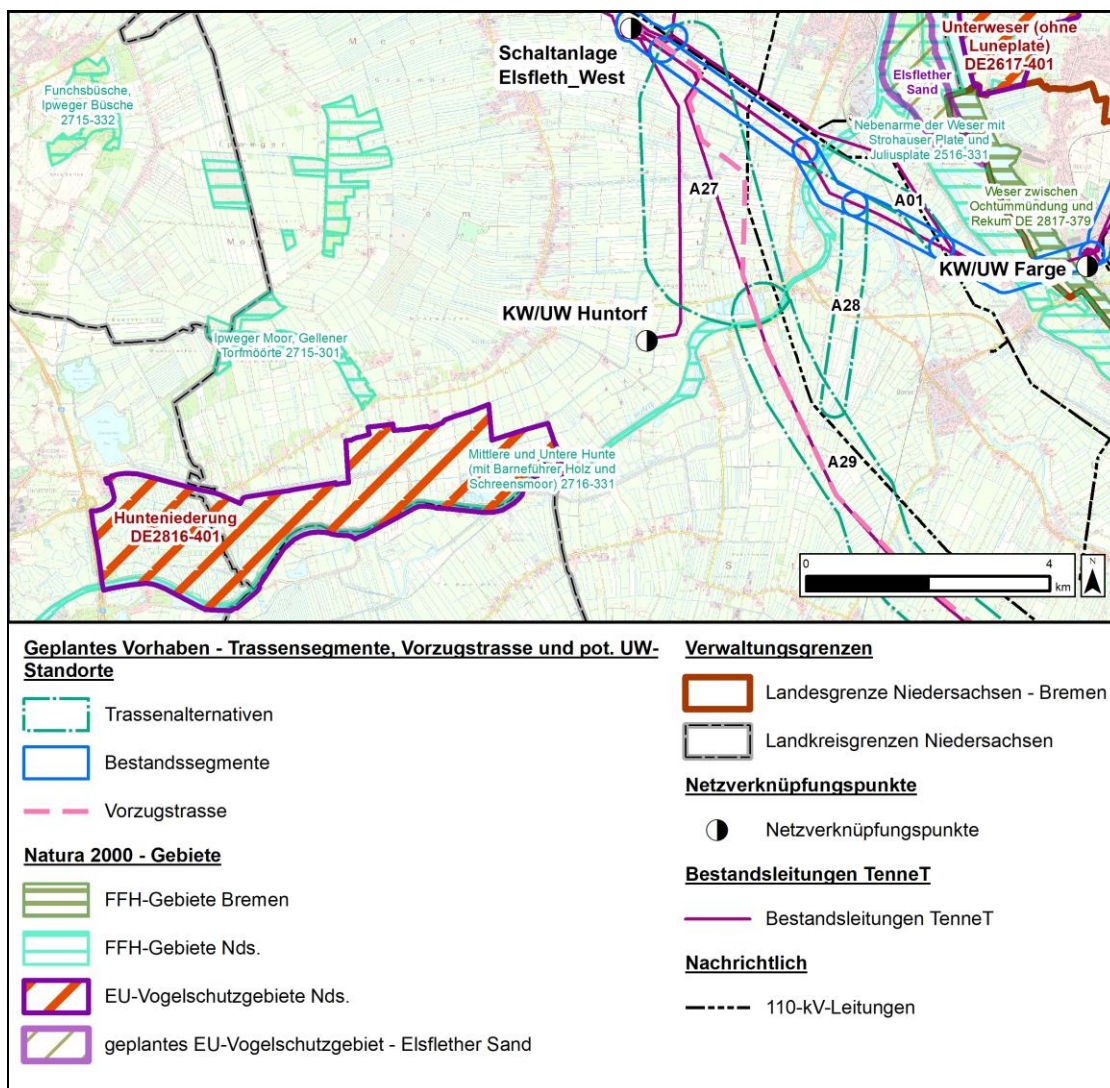 Schaltanlage
Elsfleth_West
Unterweser (ohne
Luneplate)
DE2617-401
Elsflether
Sand
Funchsbüsche,
Ipweger Büsche
2715-332
Nebenarme der Weser mit
Strohauser Plate und
Juliusplate 2516-331
A27
A01
Weser zwischen
Ochtummündung und
Rekum DE 2817-379
KW/UW Farge
A28
KW/UW Huntorf
Ipweger Moor, Gellener
Torfmöörte 2715-301
Mittlere und Untere Hunte
(mit Barneführer Holz und
Schreensmoor) 2716-331
A29
Hunteniederung
DE2816-401
0 4
km
N
Geplantes Vorhaben - Trassensegmente, Vorzugstrasse und pot. UW-
Standorte
Trassenalternativen
Bestandssegmente
Vorzugstrasse
Natura 2000 - Gebiete
FFH-Gebiete Bremen
FFH-Gebiete Nds.
EU-Vogelschutzgebiete Nds.
geplantes EU-Vogelschutzgebiet - Elsflether Sand
Verwaltungsgrenzen
Landesgrenze Niedersachsen - Bremen
Landkreisgrenzen Niedersachsen
Netzverknüpfungspunkte
Netzverknüpfungspunkte
Bestandsleitungen TenneT
Bestandsleitungen TenneT
Nachrichtlich
110-kV-Leitungen